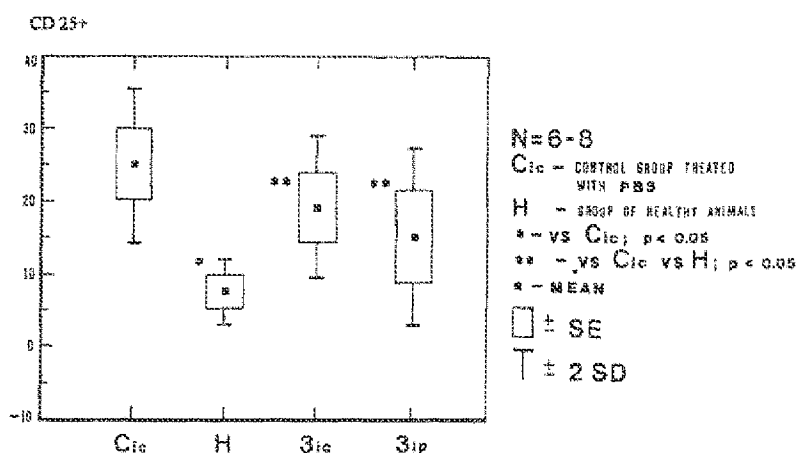 CD 25+
40
30
20
10
0
-10
*
**
**
Cic
H
3ic
3ip
N=6-8
Cic - CONTROL GROUP TREATED
WITH PBS
H - GROUP OF HEALTHY ANIMALS
* - vs Cic; p < 0.05
** - vs Cic vs H; p < 0.05
* - MEAN
± SE
± 2 SD